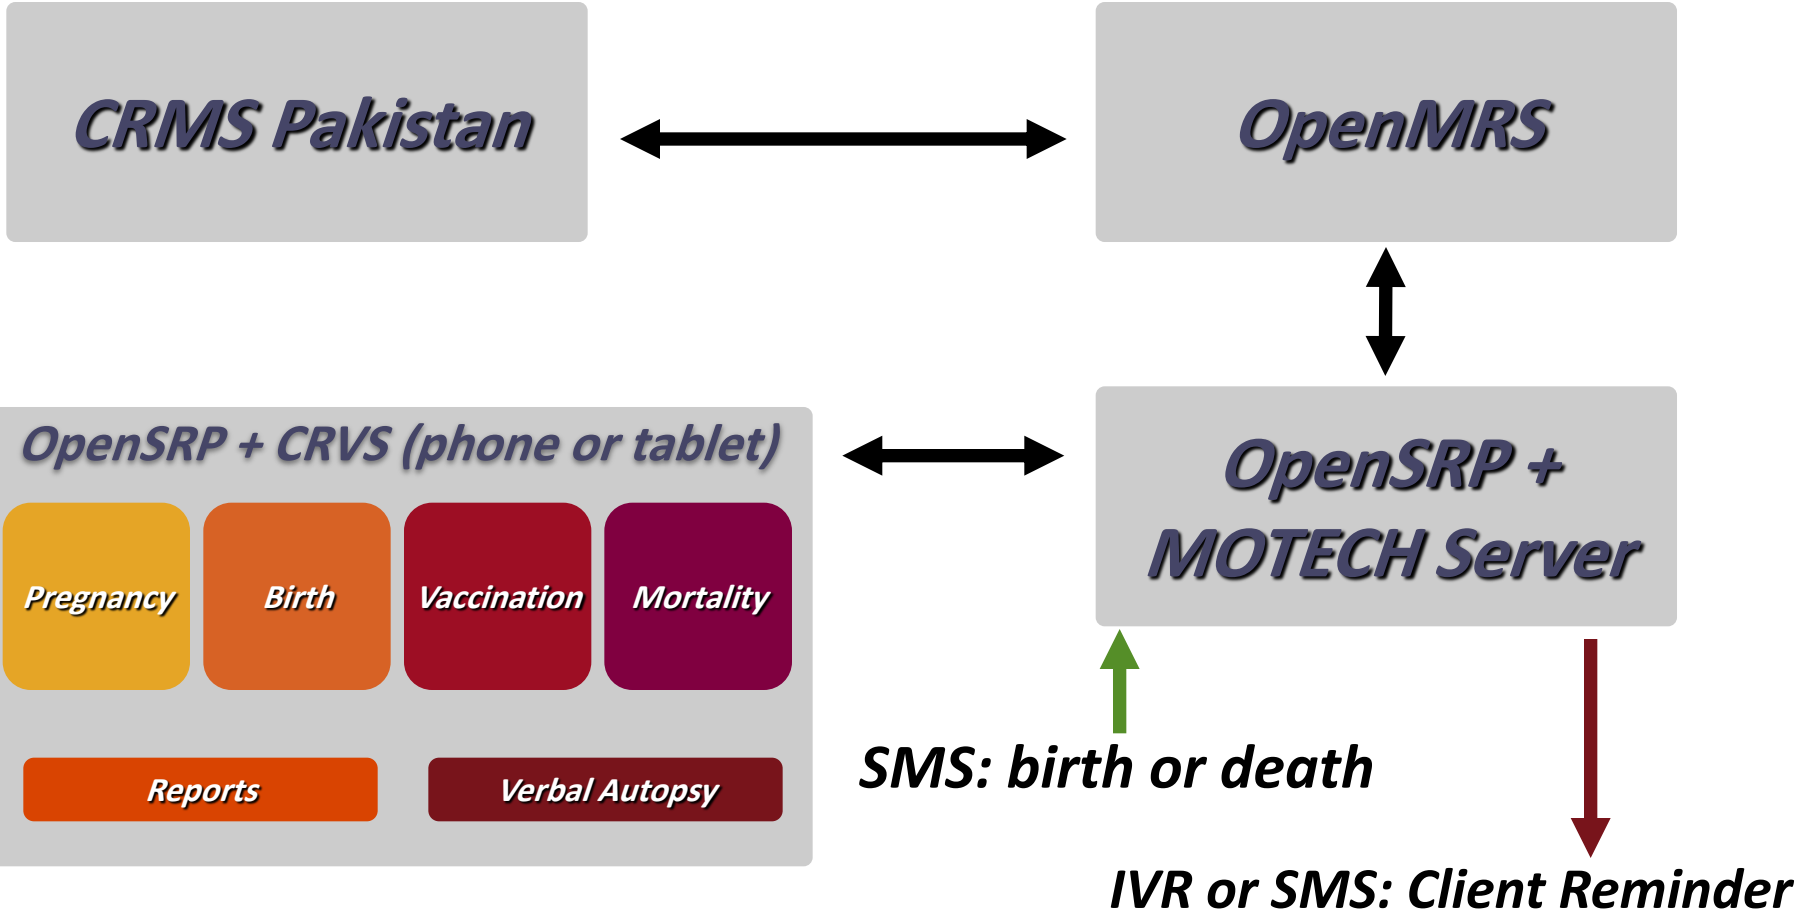 CRMS Pakistan
OpenMRS
OpenSRP + CRVS (phone or tablet)
Pregnancy
Birth
Vaccination
Mortality
Reports
Verbal Autopsy
OpenSRP +
MOTECH Server
SMS: birth or death
IVR or SMS: Client Reminder